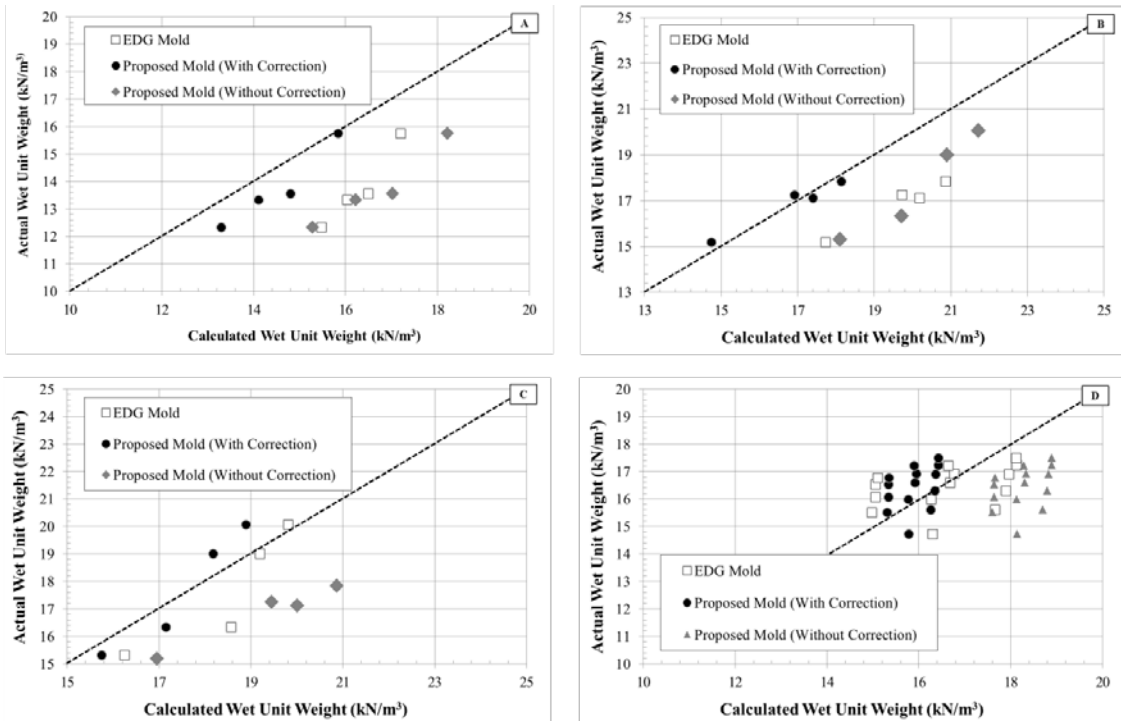 A
EDG Mold
Proposed Mold (With Correction)
Proposed Mold (Without Correction)
Actual Wet Unit Weight (kN/m³)
20
19
18
17
16
15
14
13
12
11
10
10 12 14 16 18 20
Calculated Wet Unit Weight (kN/m³)
B
EDG Mold
Proposed Mold (With Correction)
Proposed Mold (Without Correction)
Actual Wet Unit Weight (kN/m³)
25
23
21
19
17
15
13
13 15 17 19 21 23 25
Calculated Wet Unit Weight (kN/m³)
C
EDG Mold
Proposed Mold (With Correction)
Proposed Mold (Without Correction)
Actual Wet Unit Weight (kN/m³)
25
24
23
22
21
20
19
18
17
16
15
15 17 19 21 23 25
Calculated Wet Unit Weight (kN/m³)
D
EDG Mold
Proposed Mold (With Correction)
Proposed Mold (Without Correction)
Actual Wet Unit Weight (kN/m³)
20
19
18
17
16
15
14
13
12
11
10
10 12 14 16 18 20
Calculated Wet Unit Weight (kN/m³)